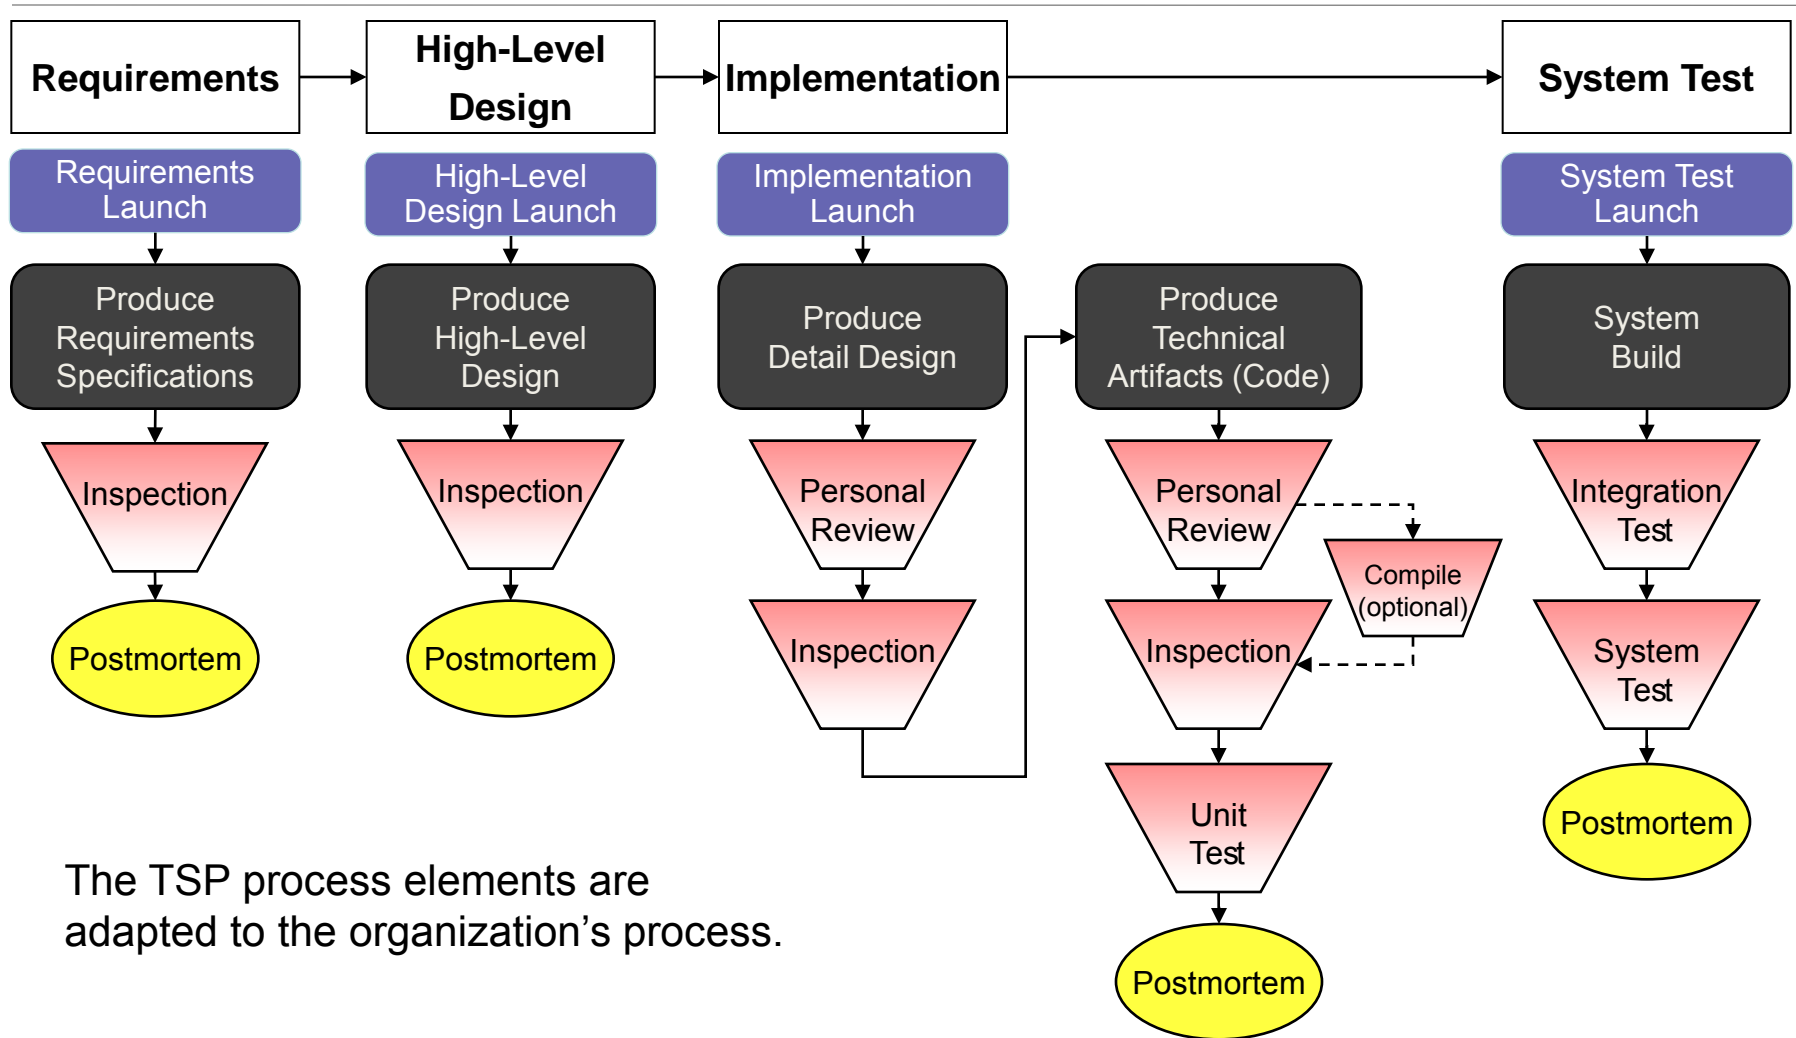 Requirements
High-Level
Design
Implementation
System Test
Requirements
Launch
Produce
Requirements
Specifications
Inspection
Postmortem
High-Level
Design Launch
Produce
High-Level
Design
Inspection
Postmortem
Implementation
Launch
Produce
Detail Design
Personal
Review
Inspection
Produce
Technical
Artifacts (Code)
Personal
Review
Compile
(optional)
Inspection
Unit
Test
Postmortem
System Test
Launch
System
Build
Integration
Test
System
Test
Postmortem
The TSP process elements are
adapted to the organization’s process.